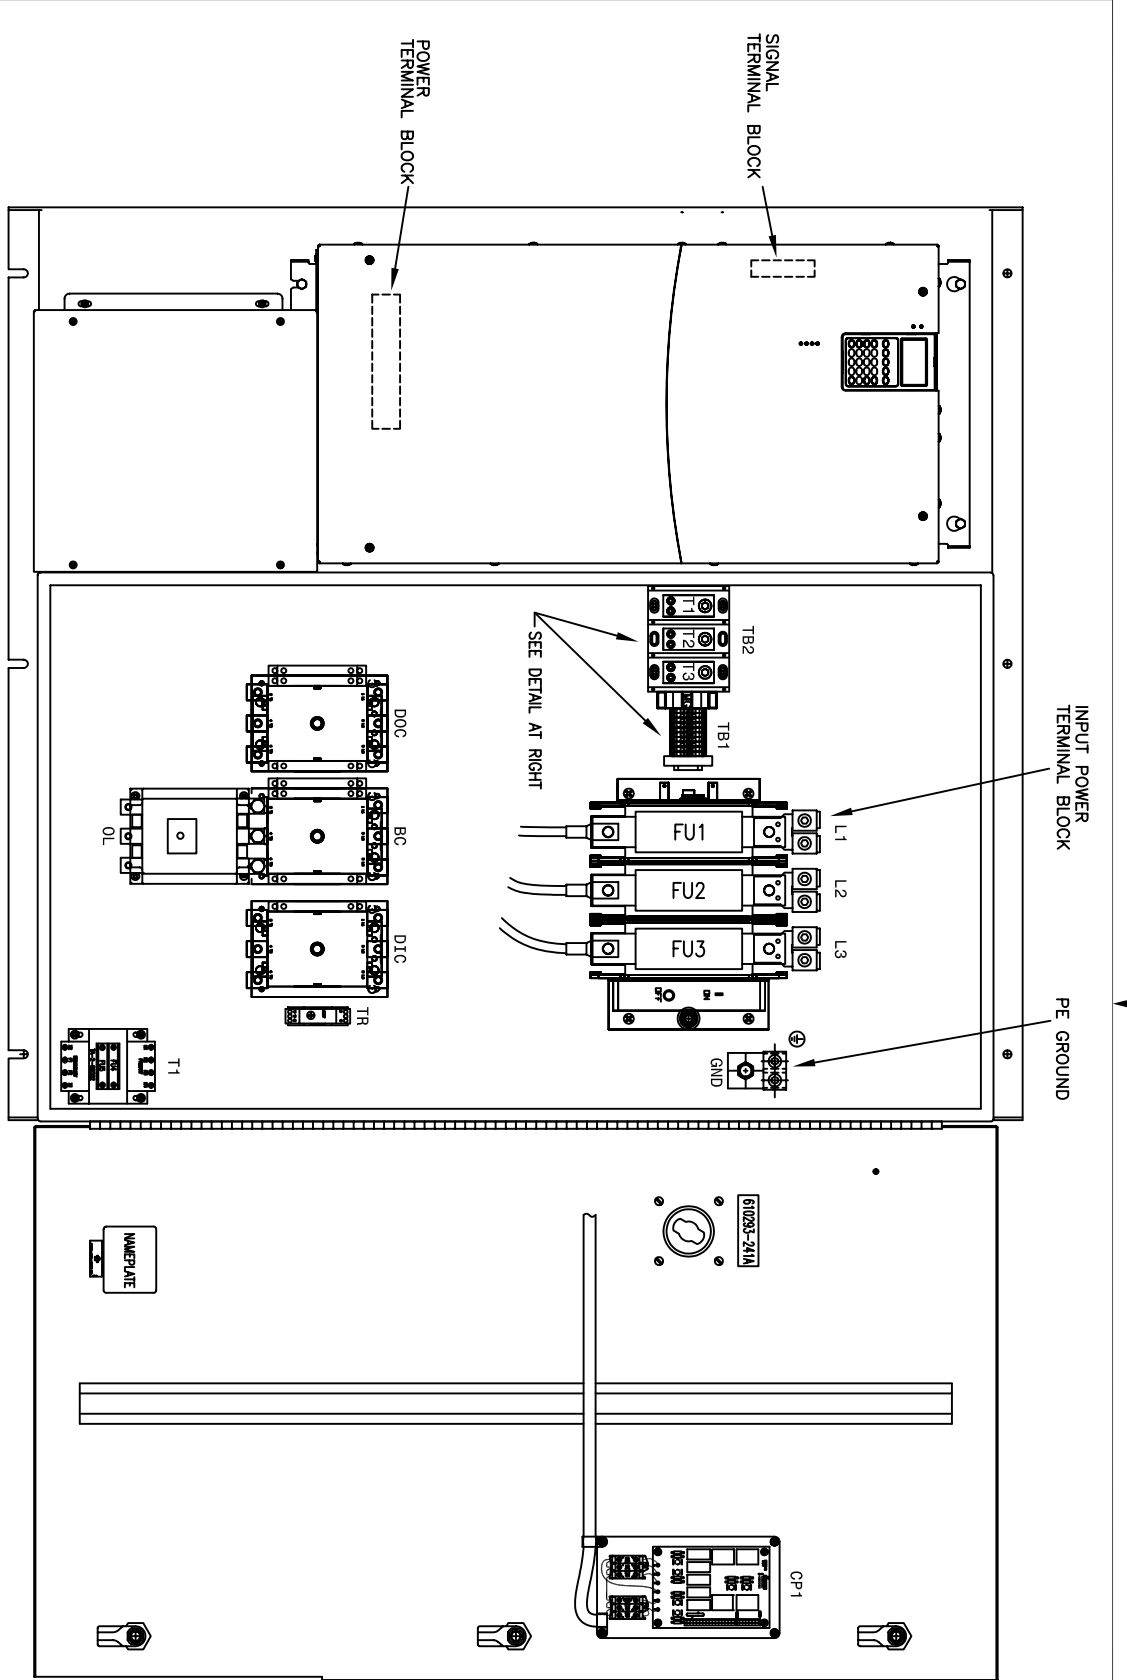 SIGNAL
TERMINAL BLOCK
POWER
TERMINAL BLOCK
INPUT POWER
TERMINAL BLOCK
PE GROUND
TB2
T1
T2
T3
TB1
SEE DETAIL AT RIGHT
L1
L2
L3
FU1
FU2
FU3
ON
OFF
GND
DOC
BC
DIC
OL
TR
T1
FU4
FU5
610293-241A
NAMEPLATE
CP1